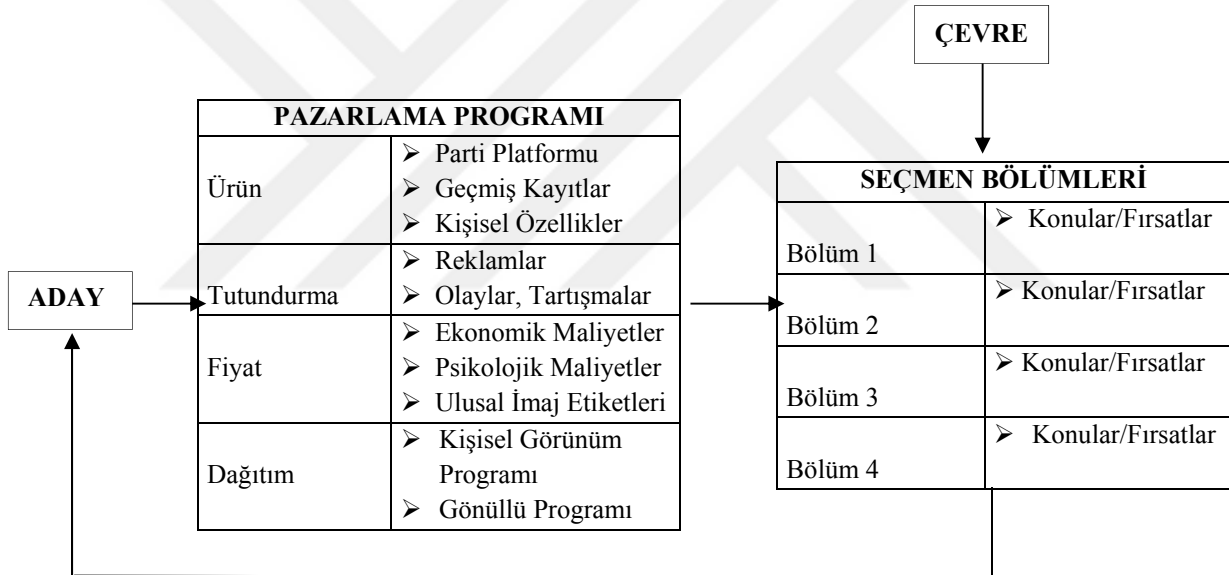 ÇEVRE
PAZARLAMA PROGRAMI
Ürün
➢ Parti Platformu
➢ Geçmiş Kayıtlar
➢ Kişisel Özellikler
Tutundurma
➢ Reklamlar
➢ Olaylar, Tartışmalar
Fiyat
➢ Ekonomik Maliyetler
➢ Psikolojik Maliyetler
➢ Ulusal İmaj Etiketleri
Dağıtım
➢ Kişisel Görünüm
Programı
➢ Gönüllü Programı
ADAY
SEÇMEN BÖLÜMLERİ
Bölüm 1
➢ Konular/Fırsatlar
Bölüm 2
➢ Konular/Fırsatlar
Bölüm 3
➢ Konular/Fırsatlar
Bölüm 4
➢ Konular/Fırsatlar